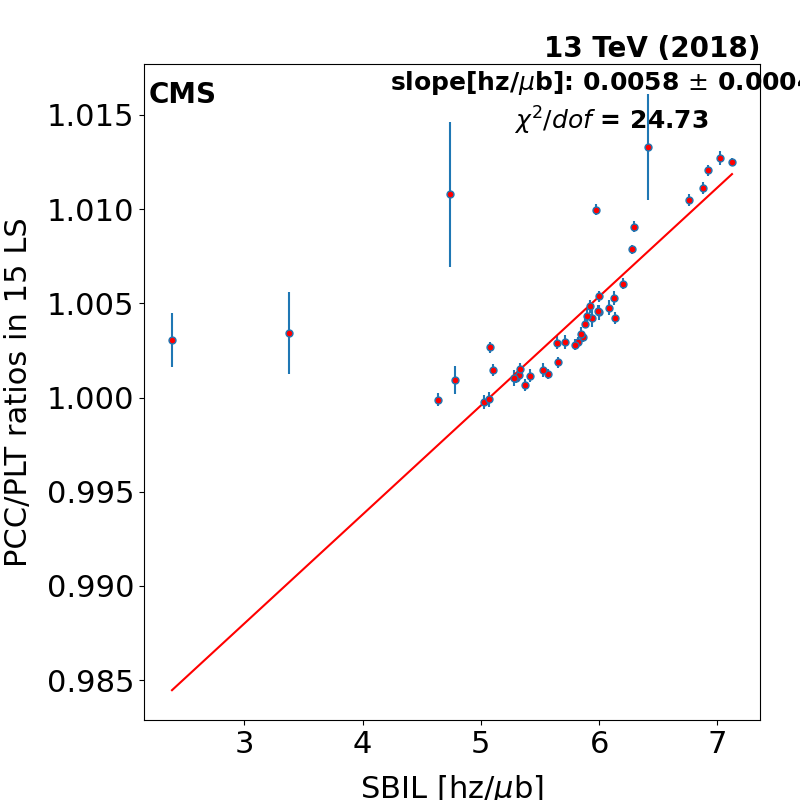 13 TeV (2018)
CMS
slope[hz/μb]: 0.0058 ± 0.0004
χ²/dof = 24.73
1.015
1.010
1.005
1.000
0.995
0.990
0.985
PCC/PLT ratios in 15 LS
3 4 5 6 7
SBIL [hz/μb]